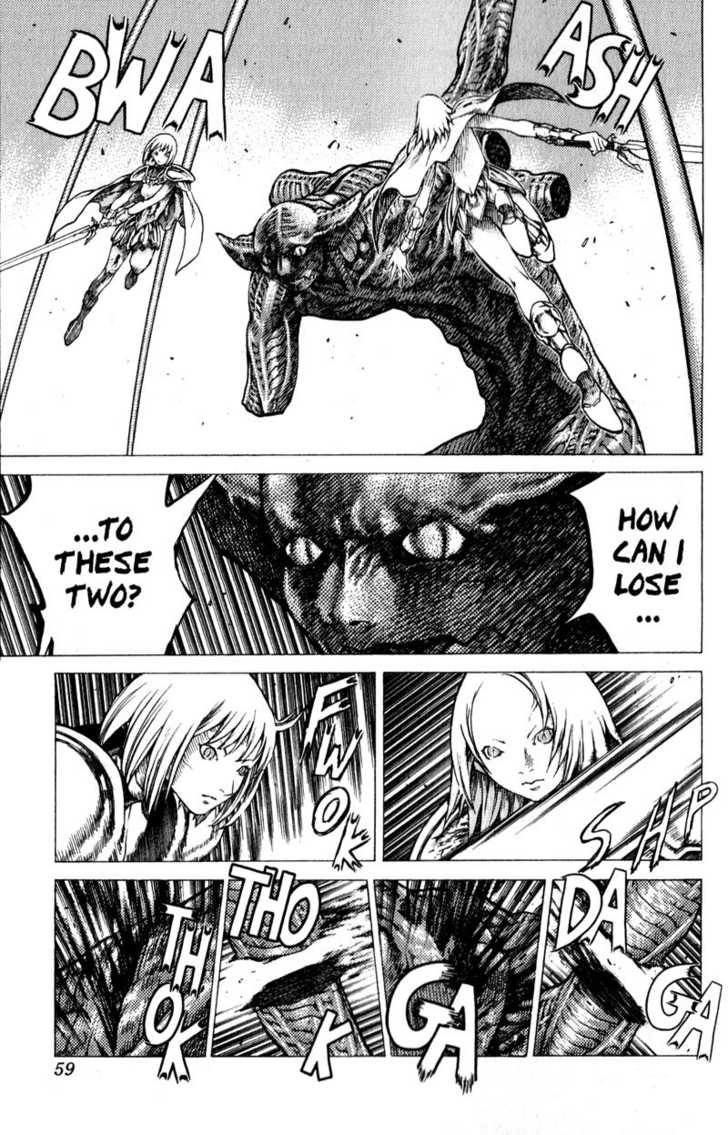 BWA
ASH
HOW
CAN I
LOSE
...
...TO
THESE
TWO?
SHP
FWOK
DA
GA
GA
THO
K
THOK
59